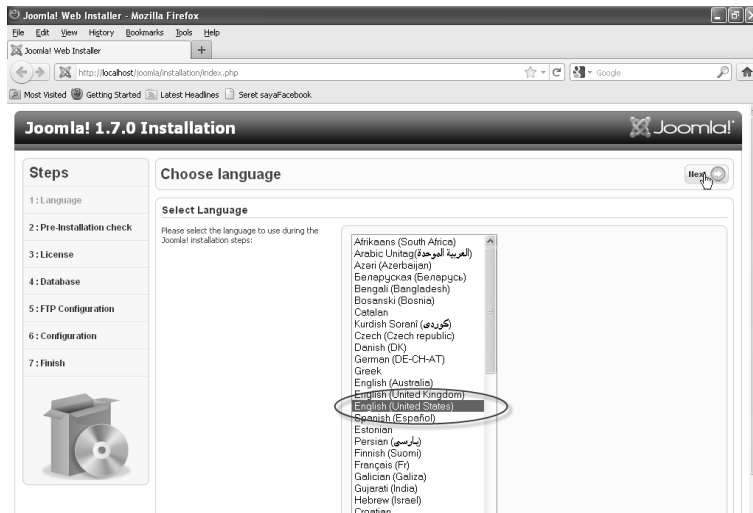 Joomla! Web Installer - Mozilla Firefox
File Edit View History Bookmarks Tools Help
Joomla! Web Installer
http://localhost/joomla/installation/index.php
Google
Most Visited Getting Started Latest Headlines Seret sayaFacebook
Joomla! 1.7.0 Installation
Joomla!
Steps
Choose language
Next
1 : Language
2 : Pre-Installation check
3 : License
4 : Database
5 : FTP Configuration
6 : Configuration
7 : Finish
Select Language
Please select the language to use during the
Joomla! installation steps:
Afrikaans (South Africa)
Arabic Unitag (العربية الموحدة)
Azeri (Azerbaijan)
Беларуская (Беларусь)
Bengali (Bangladesh)
Bosanski (Bosnia)
Catalan
Kurdish Soranî (كوردى)
Czech (Czech republic)
Danish (DK)
German (DE-CH-AT)
Greek
English (Australia)
English (United Kingdom)
English (United States)
Spanish (Español)
Estonian
Persian (پارسی)
Finnish (Suomi)
Français (Fr)
Galician (Galiza)
Gujarati (India)
Hebrew (Israel)
Croatian